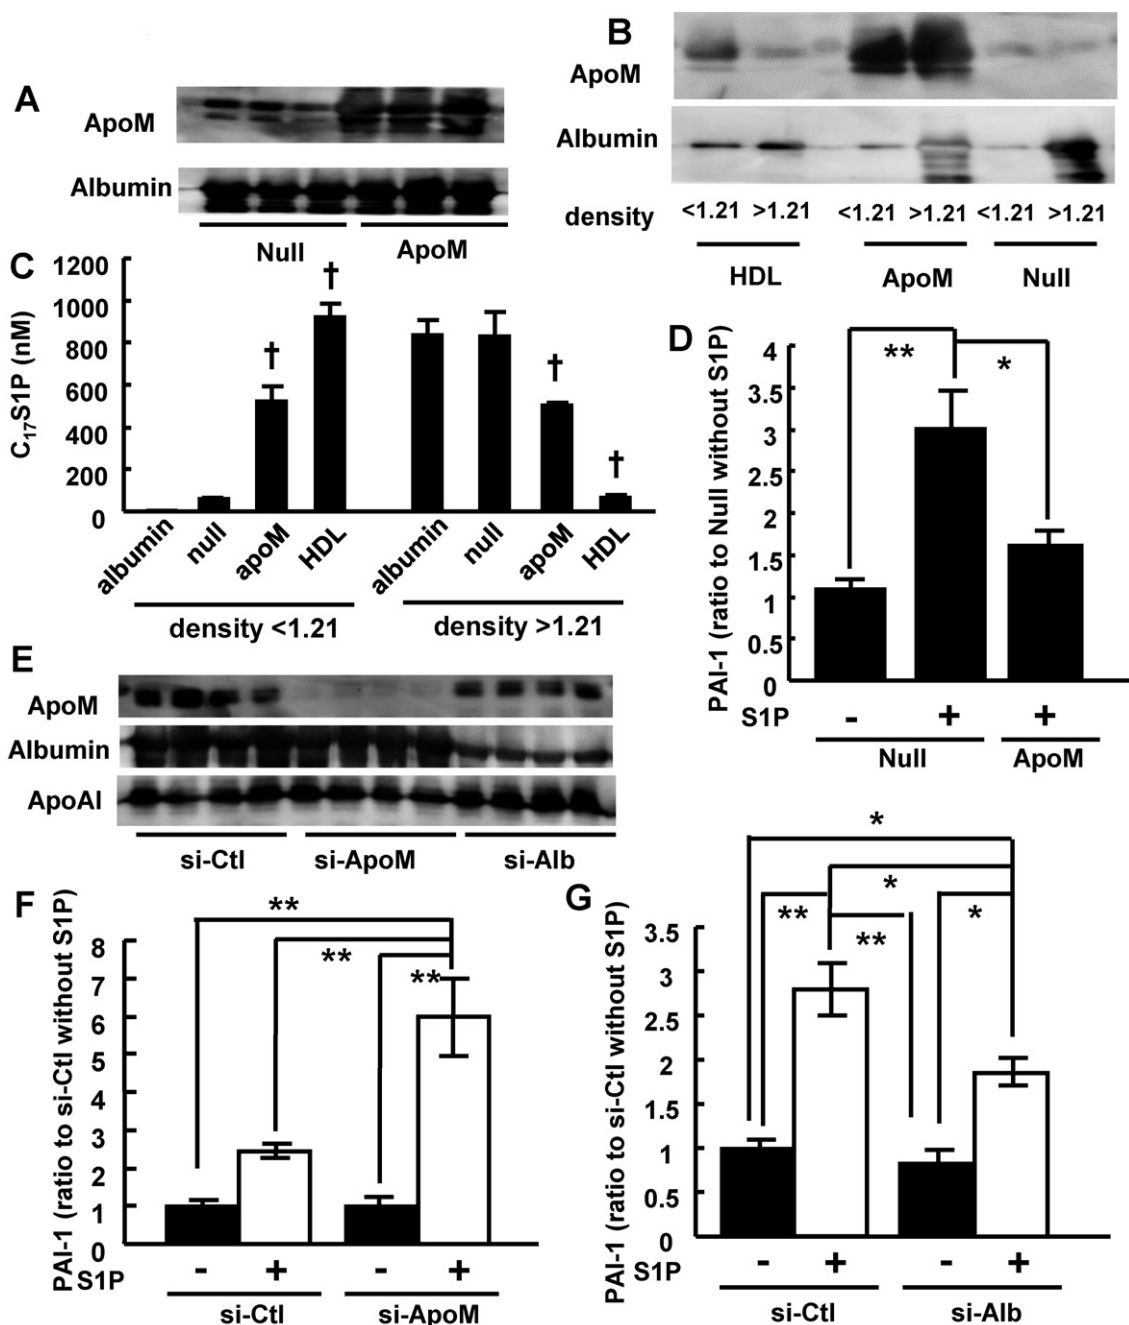 A
ApoM
Albumin
Null ApoM
B
ApoM
Albumin
density <1.21 >1.21 <1.21 >1.21 <1.21 >1.21
HDL ApoM Null
C
C17S1P (nM)
1200
1000
800
600
400
200
0
† † † †
albumin null apoM HDL albumin null apoM HDL
density <1.21 density >1.21
D
PAI-1 (ratio to Null without S1P)
** *
4
3.5
3
2.5
2
1.5
1
0.5
0
S1P - + +
Null ApoM
E
ApoM
Albumin
ApoAI
si-Ctl si-ApoM si-Alb
F
PAI-1 (ratio to si-Ctl without S1P)
**
**
**
8
7
6
5
4
3
2
1
0
S1P - + - +
si-Ctl si-ApoM
G
PAI-1 (ratio to si-Ctl without S1P)
*
*
** *
**
3.5
3
2.5
2
1.5
1
0.5
0
S1P - + - +
si-Ctl si-Alb